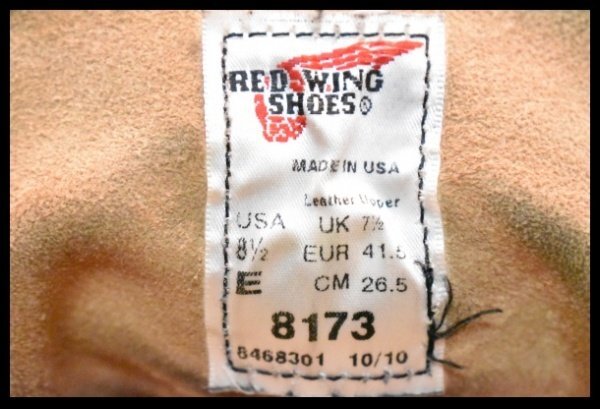 RED WING
SHOES®
MADE IN USA
Leather Upper
USA UK 7½
8½ EUR 41.5
E CM 26.5
8173
8468301 10/10